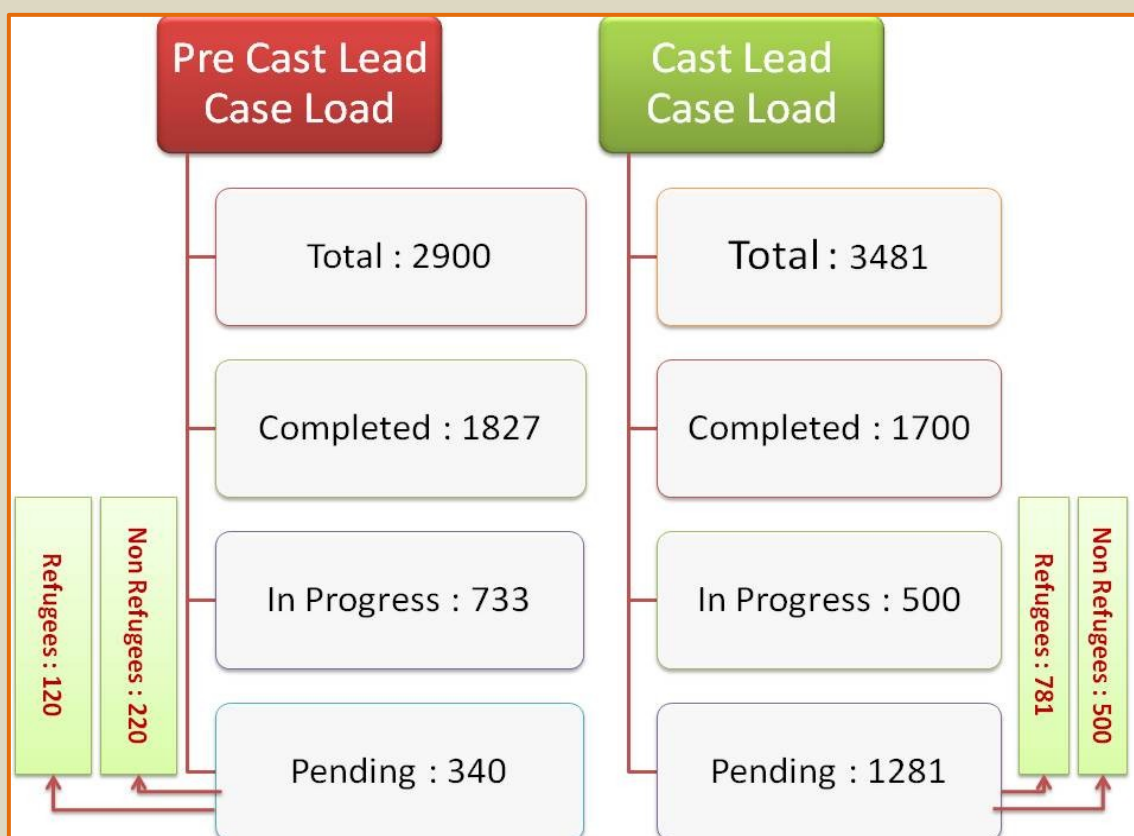 Pre Cast Lead
Case Load
Total : 2900
Completed : 1827
In Progress : 733
Pending : 340
Refugees : 120
Non Refugees : 220
Cast Lead
Case Load
Total : 3481
Completed : 1700
In Progress : 500
Pending : 1281
Refugees : 781
Non Refugees : 500